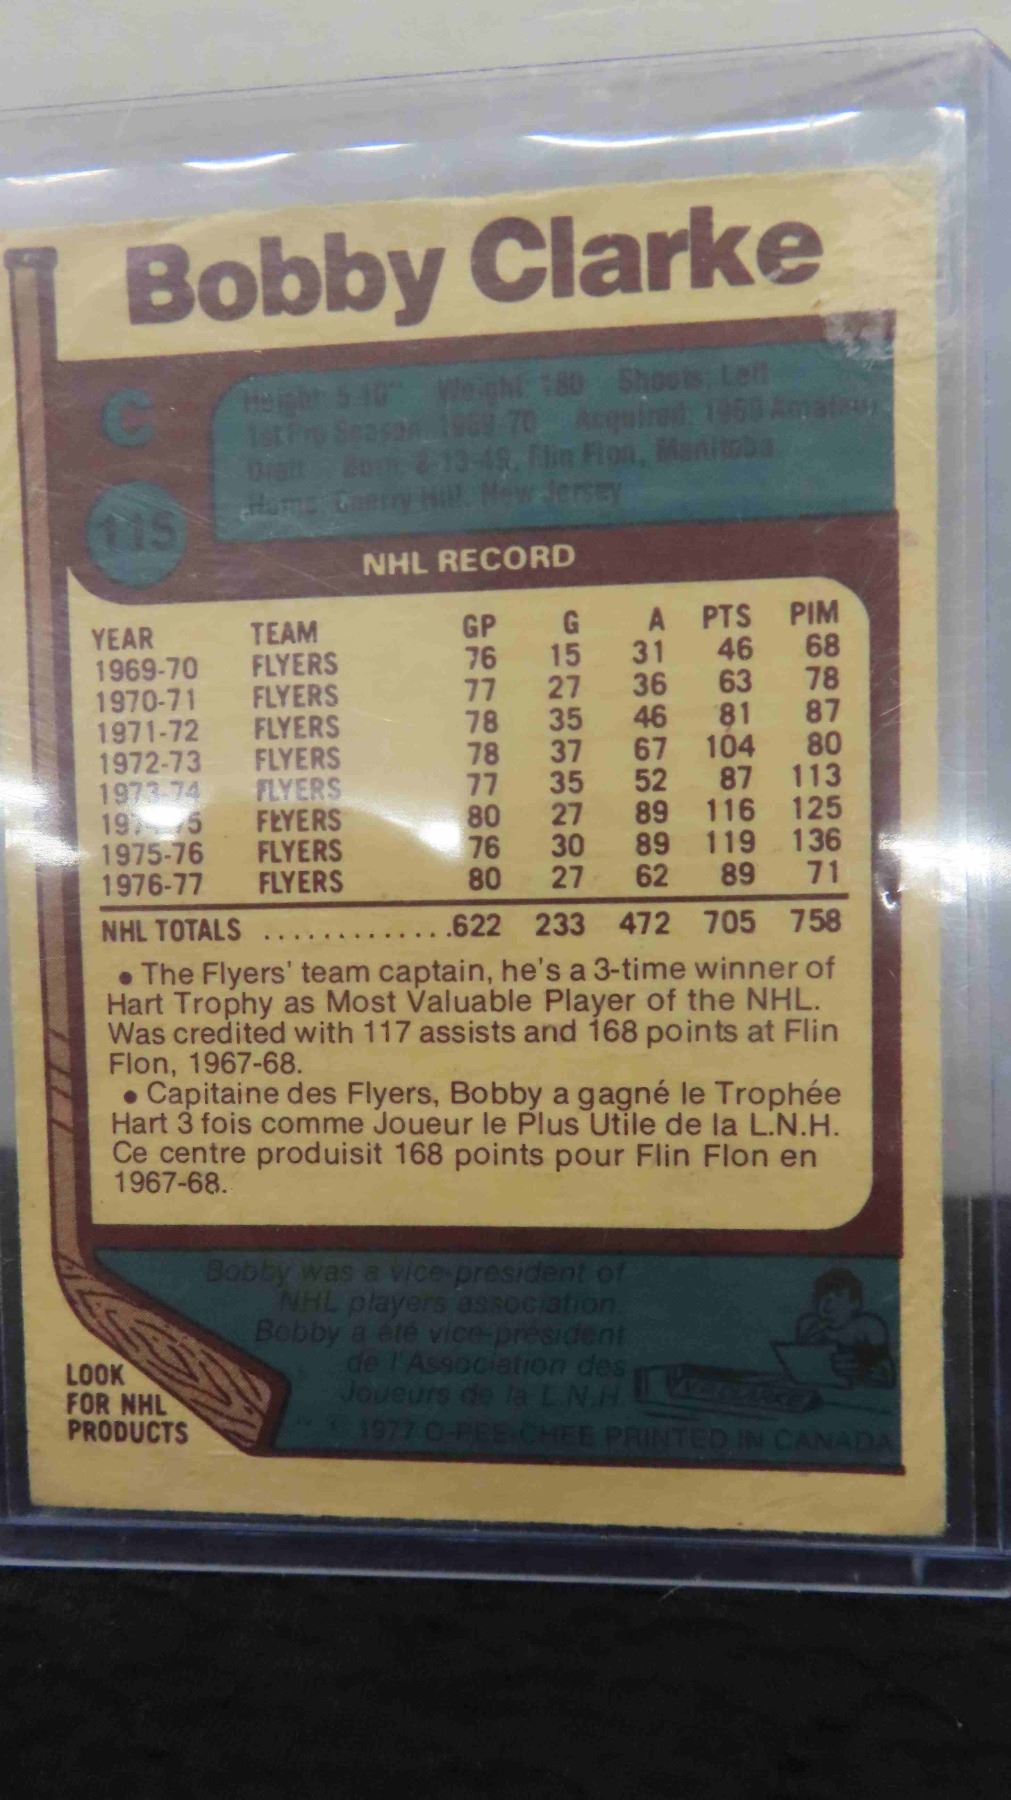 Bobby Clarke
C
Height: 5-10" Weight: 180 Shoots: Left
1st Pro Season: 1969-70 Acquired: 1969 Amateur
Draft Born: 8-13-49, Flin Flon, Manitoba
Home: Cherry Hill, New Jersey
115
NHL RECORD
YEAR TEAM GP G A PTS PIM
1969-70 FLYERS 76 15 31 46 68
1970-71 FLYERS 77 27 36 63 78
1971-72 FLYERS 78 35 46 81 87
1972-73 FLYERS 78 37 67 104 80
1973-74 FLYERS 77 35 52 87 113
1974-75 FLYERS 80 27 89 116 125
1975-76 FLYERS 76 30 89 119 136
1976-77 FLYERS 80 27 62 89 71
NHL TOTALS .............622 233 472 705 758
• The Flyers' team captain, he's a 3-time winner of
Hart Trophy as Most Valuable Player of the NHL.
Was credited with 117 assists and 168 points at Flin
Flon, 1967-68.
• Capitaine des Flyers, Bobby a gagné le Trophée
Hart 3 fois comme Joueur le Plus Utile de la L.N.H.
Ce centre produisit 168 points pour Flin Flon en
1967-68.
Bobby was a vice-president of
NHL players association.
Bobby a été vice-président
de l'Association des
Joueurs de la L.N.H.
© 1977 O-PEE-CHEE PRINTED IN CANADA
LOOK
FOR NHL
PRODUCTS